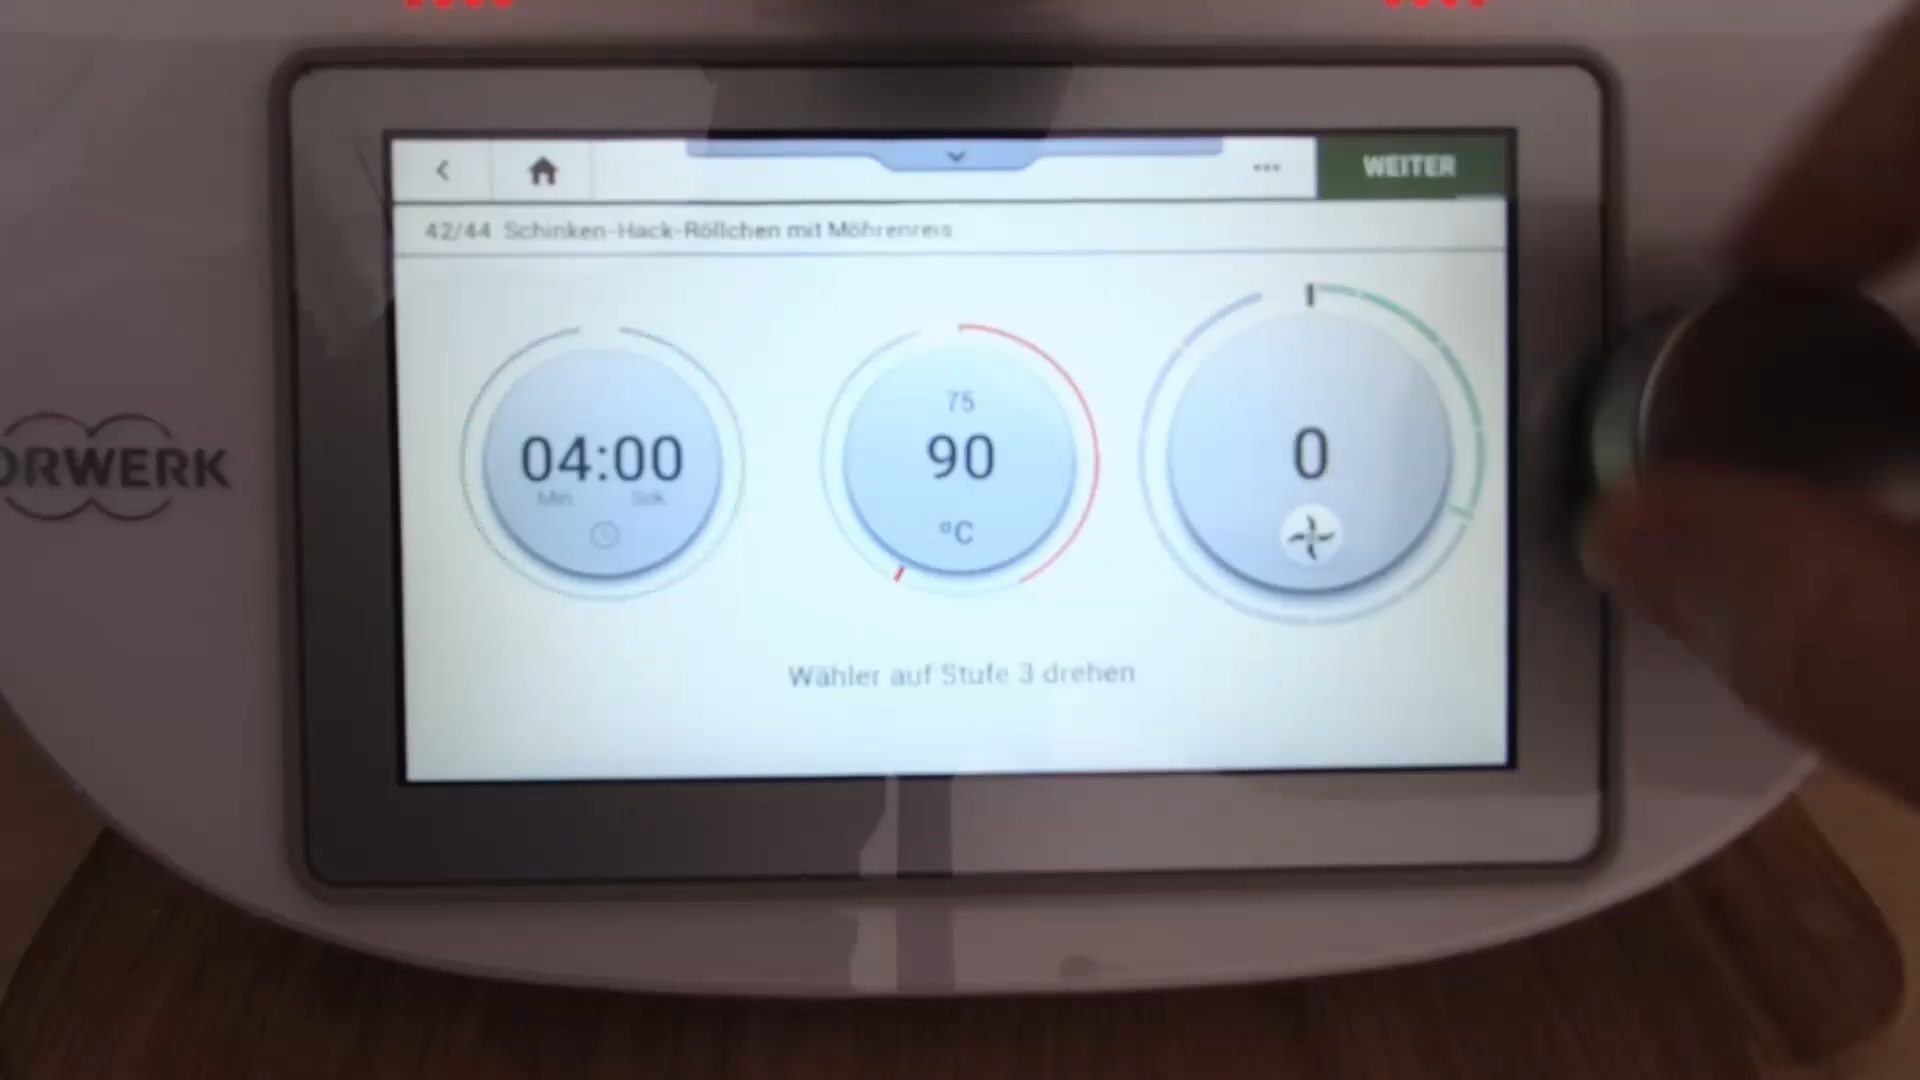 WEITER
42/44 Schinken-Hack-Röllchen mit Möhrenreis
04:00
Min. Sek.
75
90
°C
0
Wähler auf Stufe 3 drehen
ORWERK